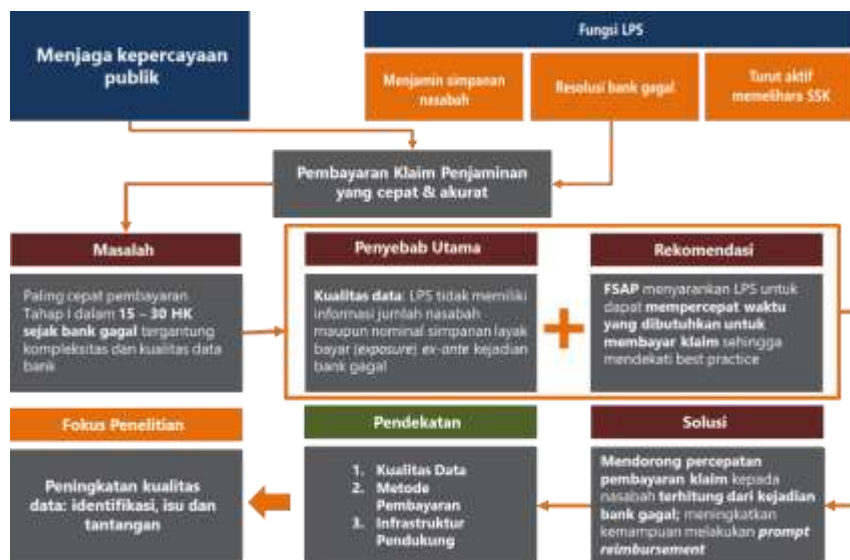 Menjaga kepercayaan
publik
Fungsi LPS
Menjamin simpanan
nasabah
Resolusi bank gagal
Turut aktif
memelihara SSK
Pembayaran Klaim Penjaminan
yang cepat & akurat
Masalah
Paling cepat pembayaran
Tahap I dalam 15 – 30 HK
sejak bank gagal tergantung
kompleksitas dan kualitas data
bank
Penyebab Utama
Kualitas data: LPS tidak memiliki
informasi jumlah nasabah
maupun nominal simpanan layak
bayar (exposure) ex-ante kejadian
bank gagal
Rekomendasi
FSAP menyarankan LPS untuk
dapat mempercepat waktu
yang dibutuhkan untuk
membayar klaim sehingga
mendekati best practice
Fokus Penelitian
Peningkatan kualitas
data: identifikasi, isu dan
tantangan
Pendekatan
1. Kualitas Data
2. Metode
Pembayaran
3. Infrastruktur
Pendukung
Solusi
Mendorong percepatan
pembayaran klaim kepada
nasabah terhitung dari kejadian
bank gagal; meningkatkan
kemampuan melakukan prompt
reimbursement